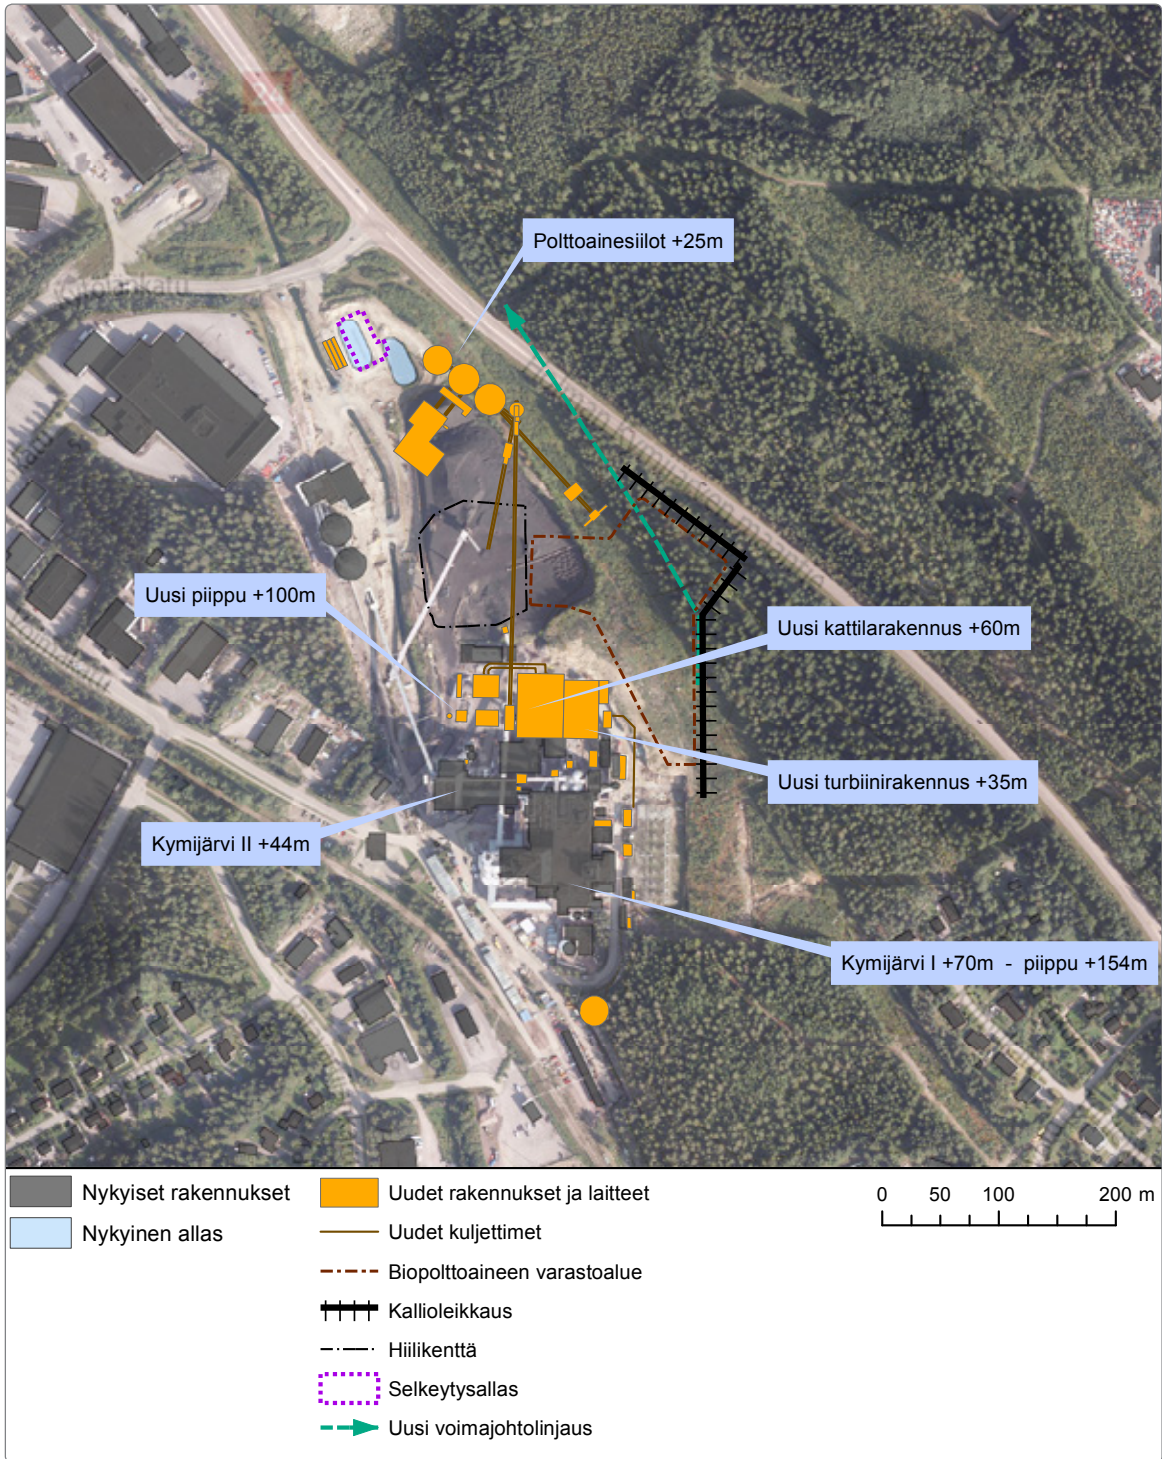 24
Polttoainesiilot +25m
Uusi piippu +100m
Uusi kattilarakennus +60m
Uusi turbiinirakennus +35m
Kymijärvi II +44m
Kymijärvi I +70m - piippu +154m
Nykyiset rakennukset
Nykyinen allas
Uudet rakennukset ja laitteet
Uudet kuljettimet
Biopolttoaineen varastoalue
Kallioleikkaus
Hiilikenttä
Selkeytysallas
Uusi voimajohtolinjaus
0 50 100 200 m